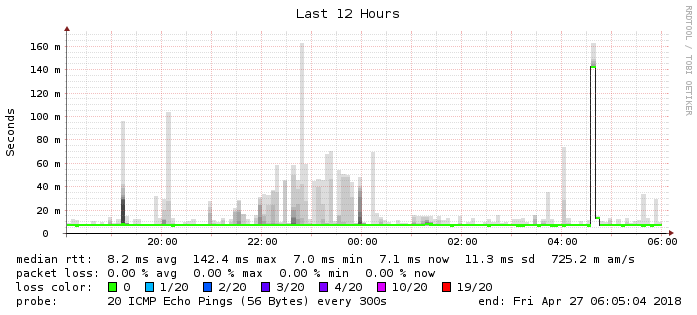 Last 12 Hours
RRDTOOL / TOBI OETIKER
Seconds
160 m
140 m
120 m
100 m
80 m
60 m
40 m
20 m
0
20:00 22:00 00:00 02:00 04:00 06:00
median rtt: 8.2 ms avg 142.4 ms max 7.0 ms min 7.1 ms now 11.3 ms sd 725.2 m am/s
packet loss: 0.00 % avg 0.00 % max 0.00 % min 0.00 % now
loss color: 0 1/20 2/20 3/20 4/20 10/20 19/20
probe: 20 ICMP Echo Pings (56 Bytes) every 300s end: Fri Apr 27 06:05:04 2018